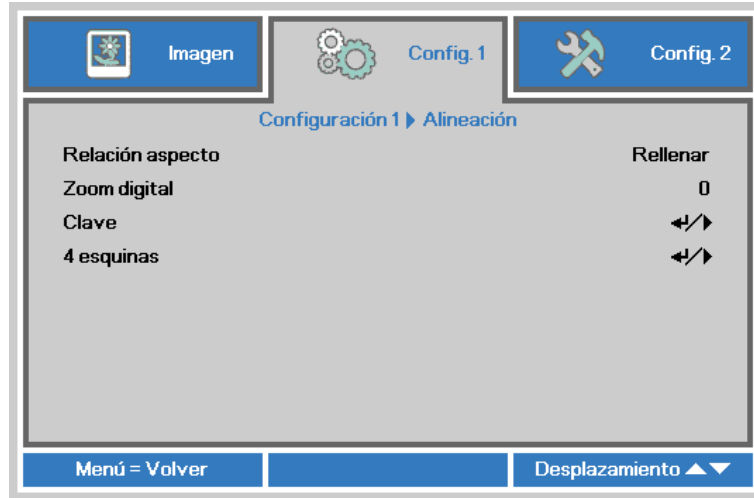 Imagen Config. 1 Config. 2
Configuración 1 Alineación
Relación aspecto Rellenar
Zoom digital 0
Clave
4 esquinas
Menú = Volver Desplazamiento